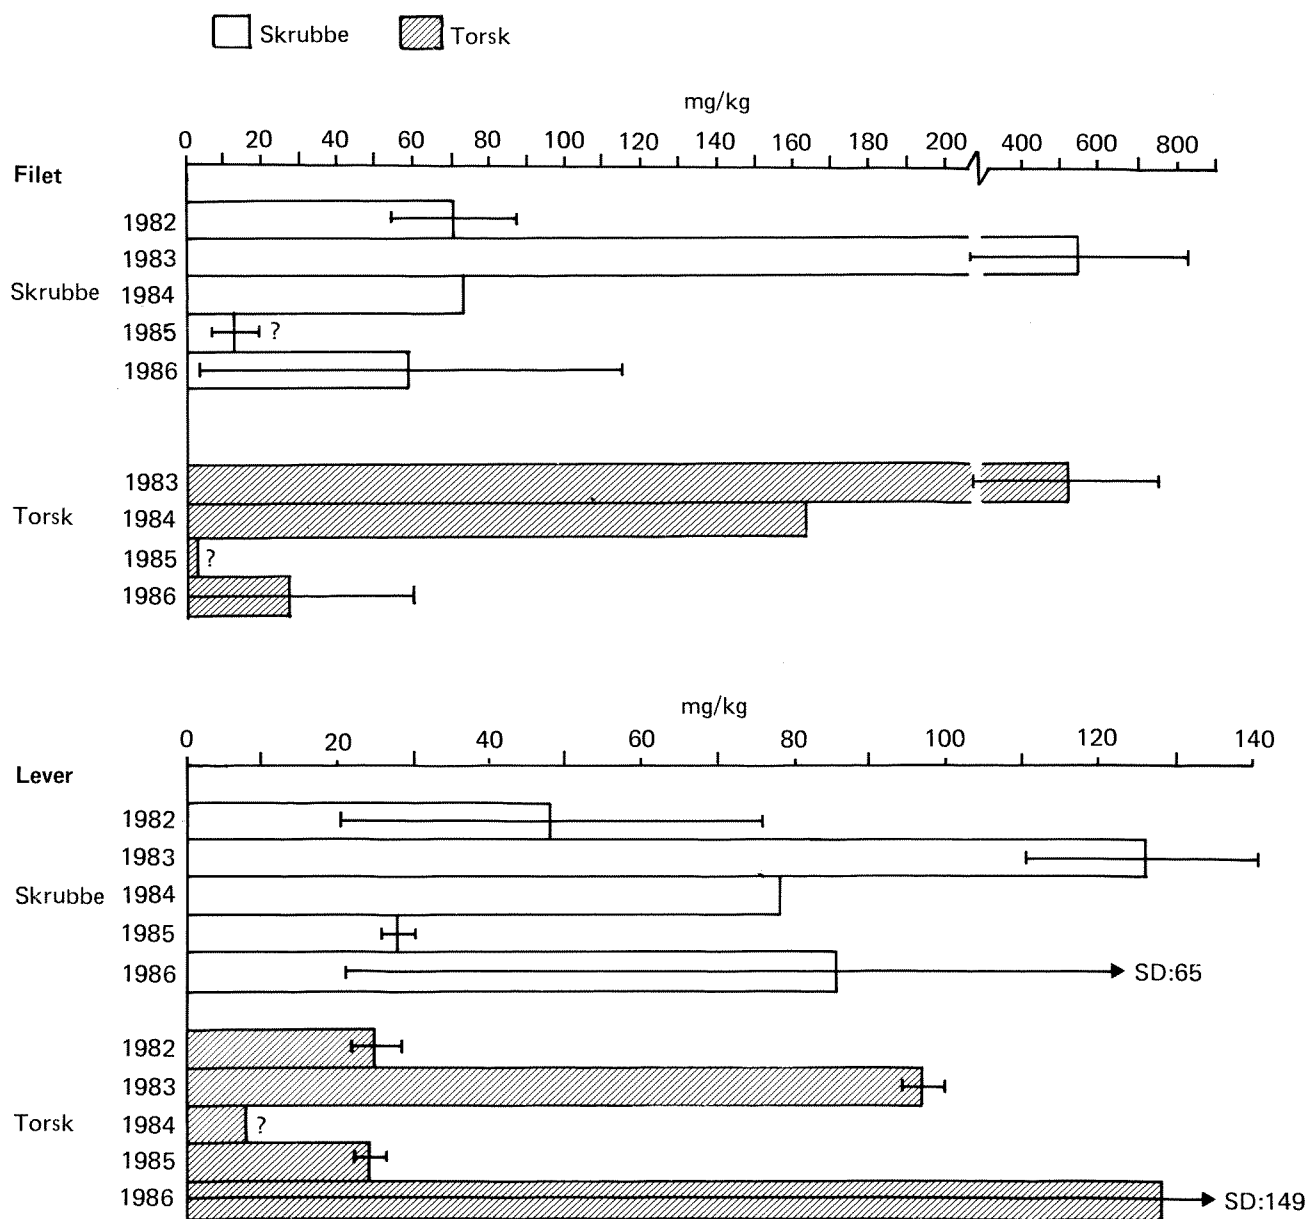 Skrubbe Torsk
mg/kg
0 20 40 60 80 100 120 140 160 200 400 600 800
Filet
1982
1983
Skrubbe 1984
1985 ?
1986
1983
Torsk 1984
1985 ?
1986
mg/kg
0 20 40 60 80 100 120 140
Lever
1982
1983
Skrubbe 1984
1985
1986 SD:65
1982
1983
Torsk 1984 ?
1985
1986 SD:149